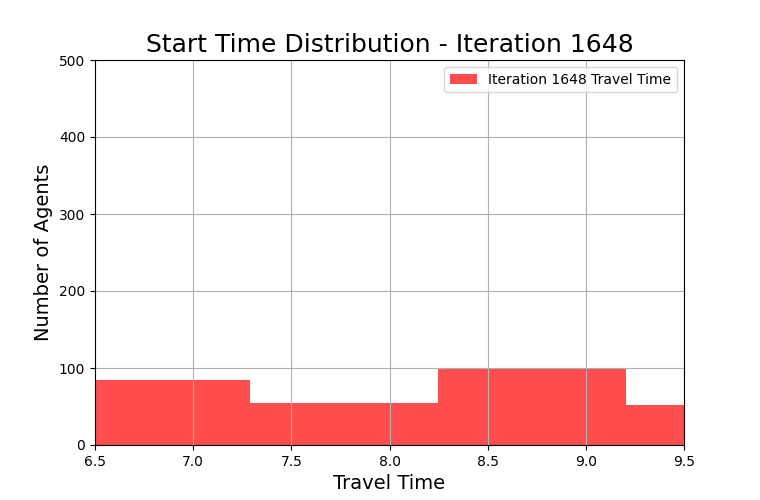 Start Time Distribution - Iteration 1648
Iteration 1648 Travel Time
Number of Agents
500
400
300
200
100
0
6.5 7.0 7.5 8.0 8.5 9.0 9.5
Travel Time